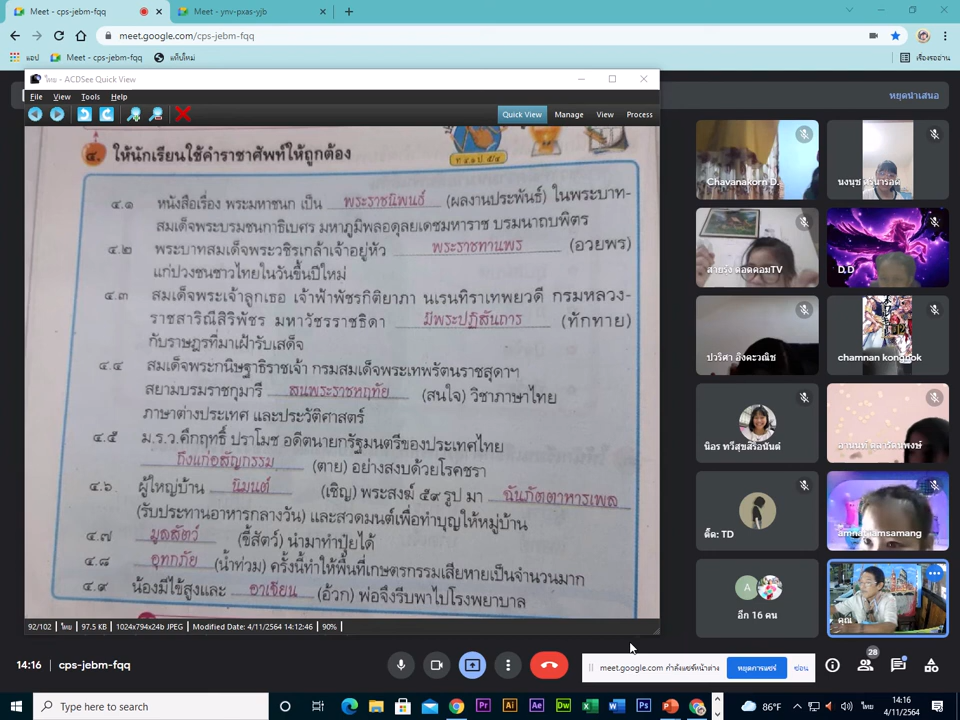 Meet - cps-jebm-fqq
Meet - ynv-pxas-yjb
meet.google.com/cps-jebm-fqq
แอป
Meet - cps-jebm-fqq
แท็บใหม่
เรื่องรออ่าน
ไทย - ACDSee Quick View
File View Tools Help
Quick View Manage View Process
หยุดนำเสนอ
๔. ให้นักเรียนใช้คำราชาศัพท์ให้ถูกต้อง
ท ๔.๑ ป. ๕/๔
๔.๑ หนังสือเรื่อง พระมหาชนก เป็น พระราชนิพนธ์ (ผลงานประพันธ์) ในพระบาท-
สมเด็จพระบรมชนกาธิเบศร มหาภูมิพลอดุลยเดชมหาราช บรมนาถบพิตร
๔.๒ พระบาทสมเด็จพระวชิรเกล้าเจ้าอยู่หัว พระราชทานพร (อวยพร)
แก่ปวงชนชาวไทยในวันขึ้นปีใหม่
๔.๓ สมเด็จพระเจ้าลูกเธอ เจ้าฟ้าพัชรกิติยาภา นเรนทิราเทพยวดี กรมหลวง-
ราชสาริณีสิริพัชร มหาวัชรราชธิดา มีพระปฏิสันถาร (ทักทาย)
กับราษฎรที่มาเฝ้ารับเสด็จ
๔.๔ สมเด็จพระกนิษฐาธิราชเจ้า กรมสมเด็จพระเทพรัตนราชสุดาฯ
สยามบรมราชกุมารี สนพระราชหฤทัย (สนใจ) วิชาภาษาไทย
ภาษาต่างประเทศ และประวัติศาสตร์
๔.๕ ม.ร.ว.คึกฤทธิ์ ปราโมช อดีตนายกรัฐมนตรีของประเทศไทย
ถึงแก่อสัญกรรม (ตาย) อย่างสงบด้วยโรคชรา
๔.๖ ผู้ใหญ่บ้าน นิมนต์ (เชิญ) พระสงฆ์ ๕๙ รูป มา ฉันภัตตาหารเพล
(รับประทานอาหารกลางวัน) และสวดมนต์เพื่อทำบุญให้หมู่บ้าน
๔.๗ มูลสัตว์ (ขี้สัตว์) นำมาทำปุ๋ยได้
๔.๘ อุทกภัย (น้ำท่วม) ครั้งนี้ทำให้พื้นที่เกษตรกรรมเสียหายเป็นจำนวนมาก
๔.๙ น้องมีไข้สูงและ อาเจียน (อ้วก) พ่อจึงรีบพาไปโรงพยาบาล
92/102 ไทย 97.5 KB 1024x794x24b JPEG Modified Date: 4/11/2564 14:12:46 90%
Chavanakorn D.
นงนุช
สายรุ้ง ดอดคอมTV
D.D
ปวริศา อิงคะวณิช
chamnan kongnok
นิอร ทวีสุขสิริอนันต์
ตี๊ด: TD
A
อีก 16 คน
คุณ
14:16 cps-jebm-fqq
meet.google.com กำลังแชร์หน้าต่าง หยุดการแชร์ ซ่อน
28
Type here to search
Pr Ai Ae Dw Ps
86°F
ไทย
14:16
4/11/2564